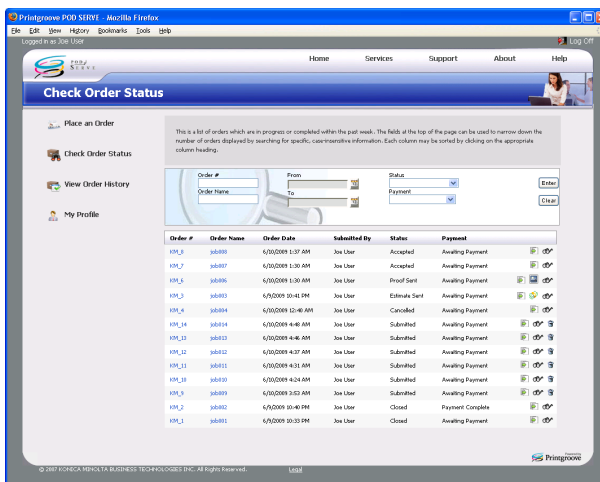 Printgroove POD SERVE - Mozilla Firefox
File Edit View History Bookmarks Tools Help
Logged in as Joe User
Log Off
POD
SERVE
Home Services Support About Help
Check Order Status
Place an Order
Check Order Status
View Order History
My Profile
This is a list of orders which are in progress or completed within the past week. The fields at the top of the page can be used to narrow down the
number of orders displayed by searching for specific, case-insensitive information. Each column may be sorted by clicking on the appropriate
column heading.
Order # From Status
Enter
Order Name To Payment
Clear
Order # Order Name Order Date Submitted By Status Payment
KM_8 job008 6/10/2009 1:37 AM Joe User Accepted Awaiting Payment
KM_7 job007 6/10/2009 1:30 AM Joe User Accepted Awaiting Payment
KM_6 job006 6/10/2009 1:30 AM Joe User Proof Sent Awaiting Payment
KM_3 job003 6/9/2009 10:41 PM Joe User Estimate Sent Awaiting Payment
KM_4 job004 6/10/2009 12:40 AM Joe User Cancelled Awaiting Payment
KM_14 job014 6/10/2009 4:48 AM Joe User Submitted Awaiting Payment
KM_13 job013 6/10/2009 4:46 AM Joe User Submitted Awaiting Payment
KM_12 job012 6/10/2009 4:37 AM Joe User Submitted Awaiting Payment
KM_11 job011 6/10/2009 4:31 AM Joe User Submitted Awaiting Payment
KM_10 job010 6/10/2009 4:24 AM Joe User Submitted Awaiting Payment
KM_9 job009 6/10/2009 3:53 AM Joe User Submitted Awaiting Payment
KM_2 job002 6/9/2009 10:40 PM Joe User Closed Payment Complete
KM_1 job001 6/9/2009 10:33 PM Joe User Closed Awaiting Payment
Powered by
Printgroove
© 2007 KONICA MINOLTA BUSINESS TECHNOLOGIES INC. All Rights Reserved. Legal